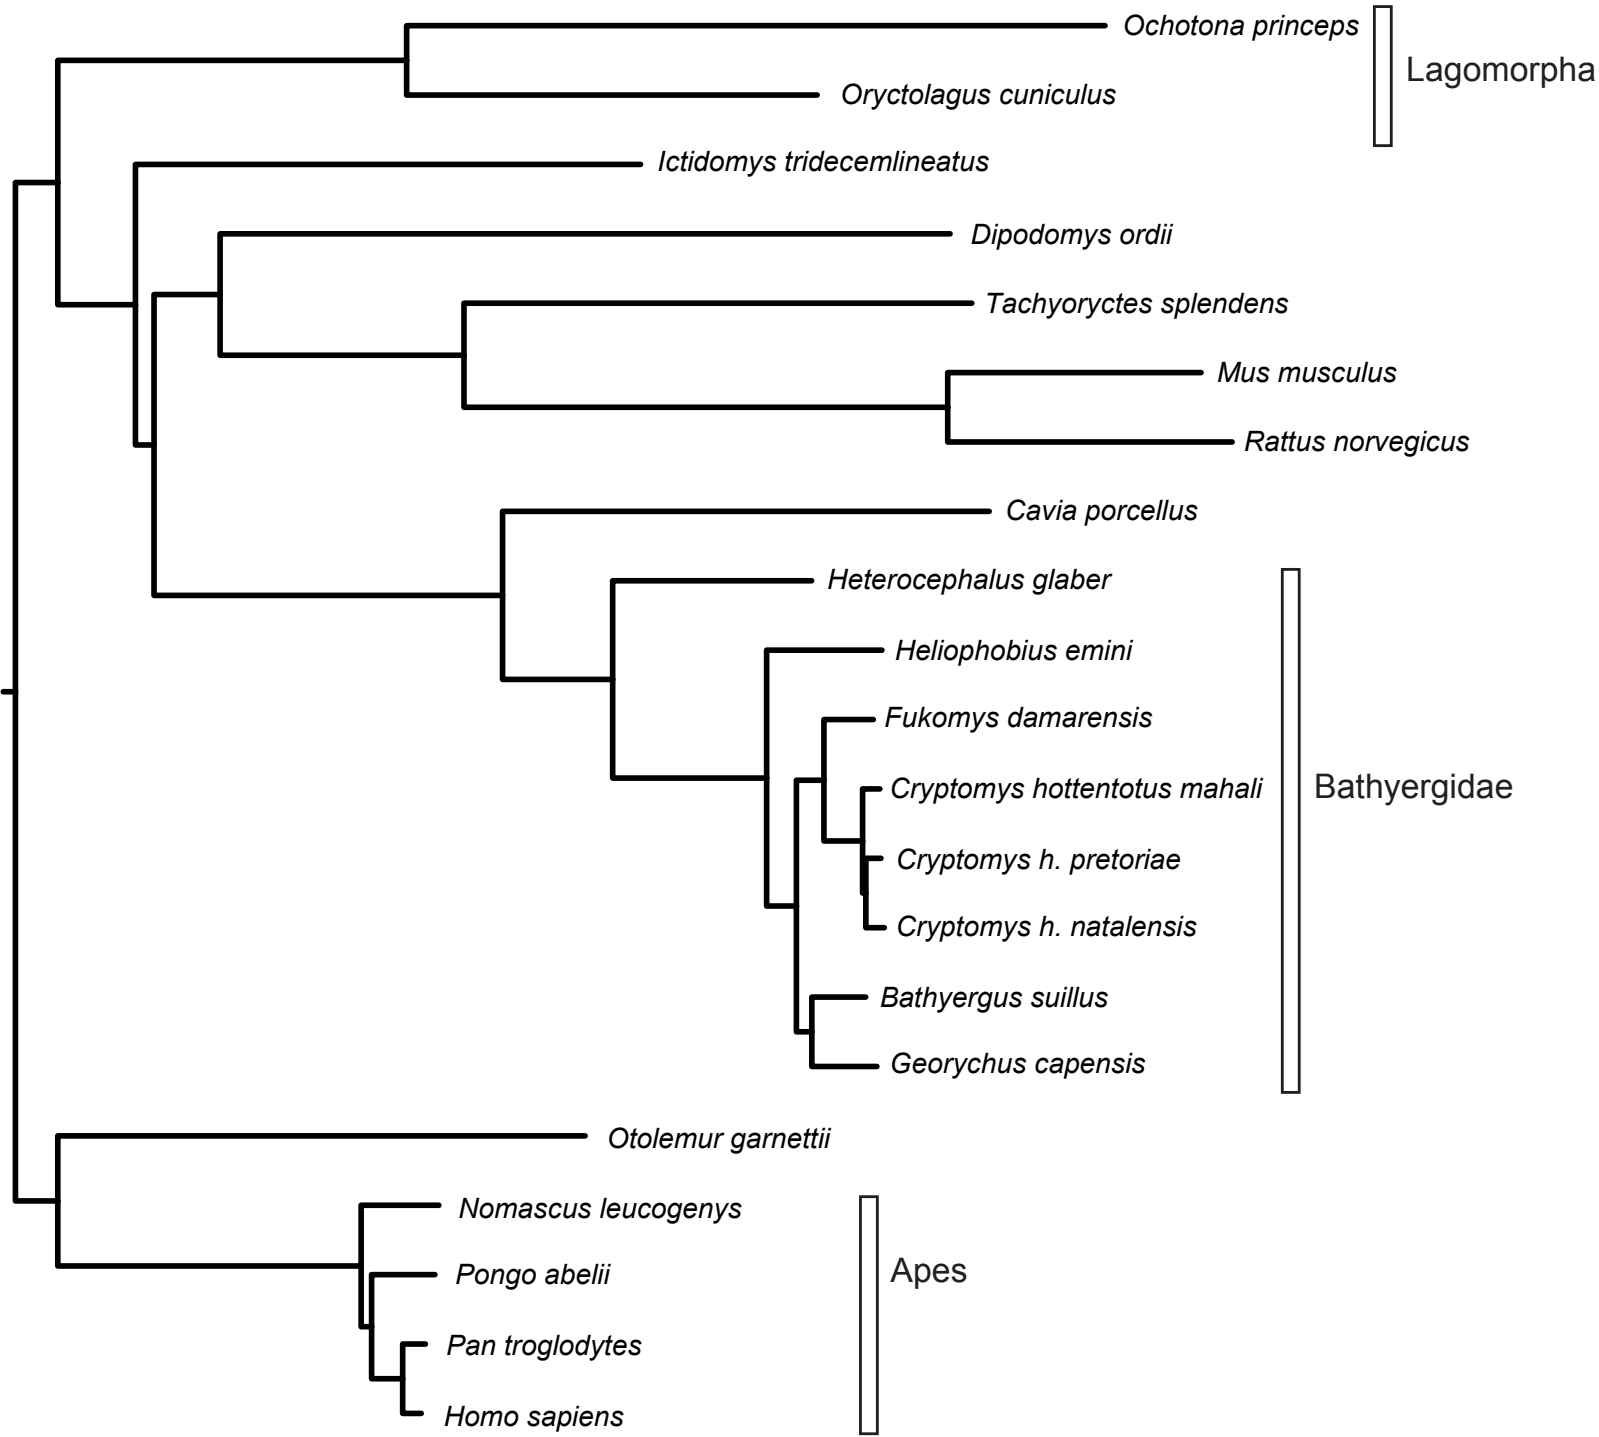 Ochotona princeps
Lagomorpha
Oryctolagus cuniculus
Ictidomys tridecemlineatus
Dipodomys ordii
Tachyoryctes splendens
Mus musculus
Rattus norvegicus
Cavia porcellus
Heterocephalus glaber
Heliophobius emini
Fukomys damarensis
Cryptomys hottentotus mahali
Bathyergidae
Cryptomys h. pretoriae
Cryptomys h. natalensis
Bathyergus suillus
Georychus capensis
Otolemur garnettii
Nomascus leucogenys
Pongo abelii
Apes
Pan troglodytes
Homo sapiens